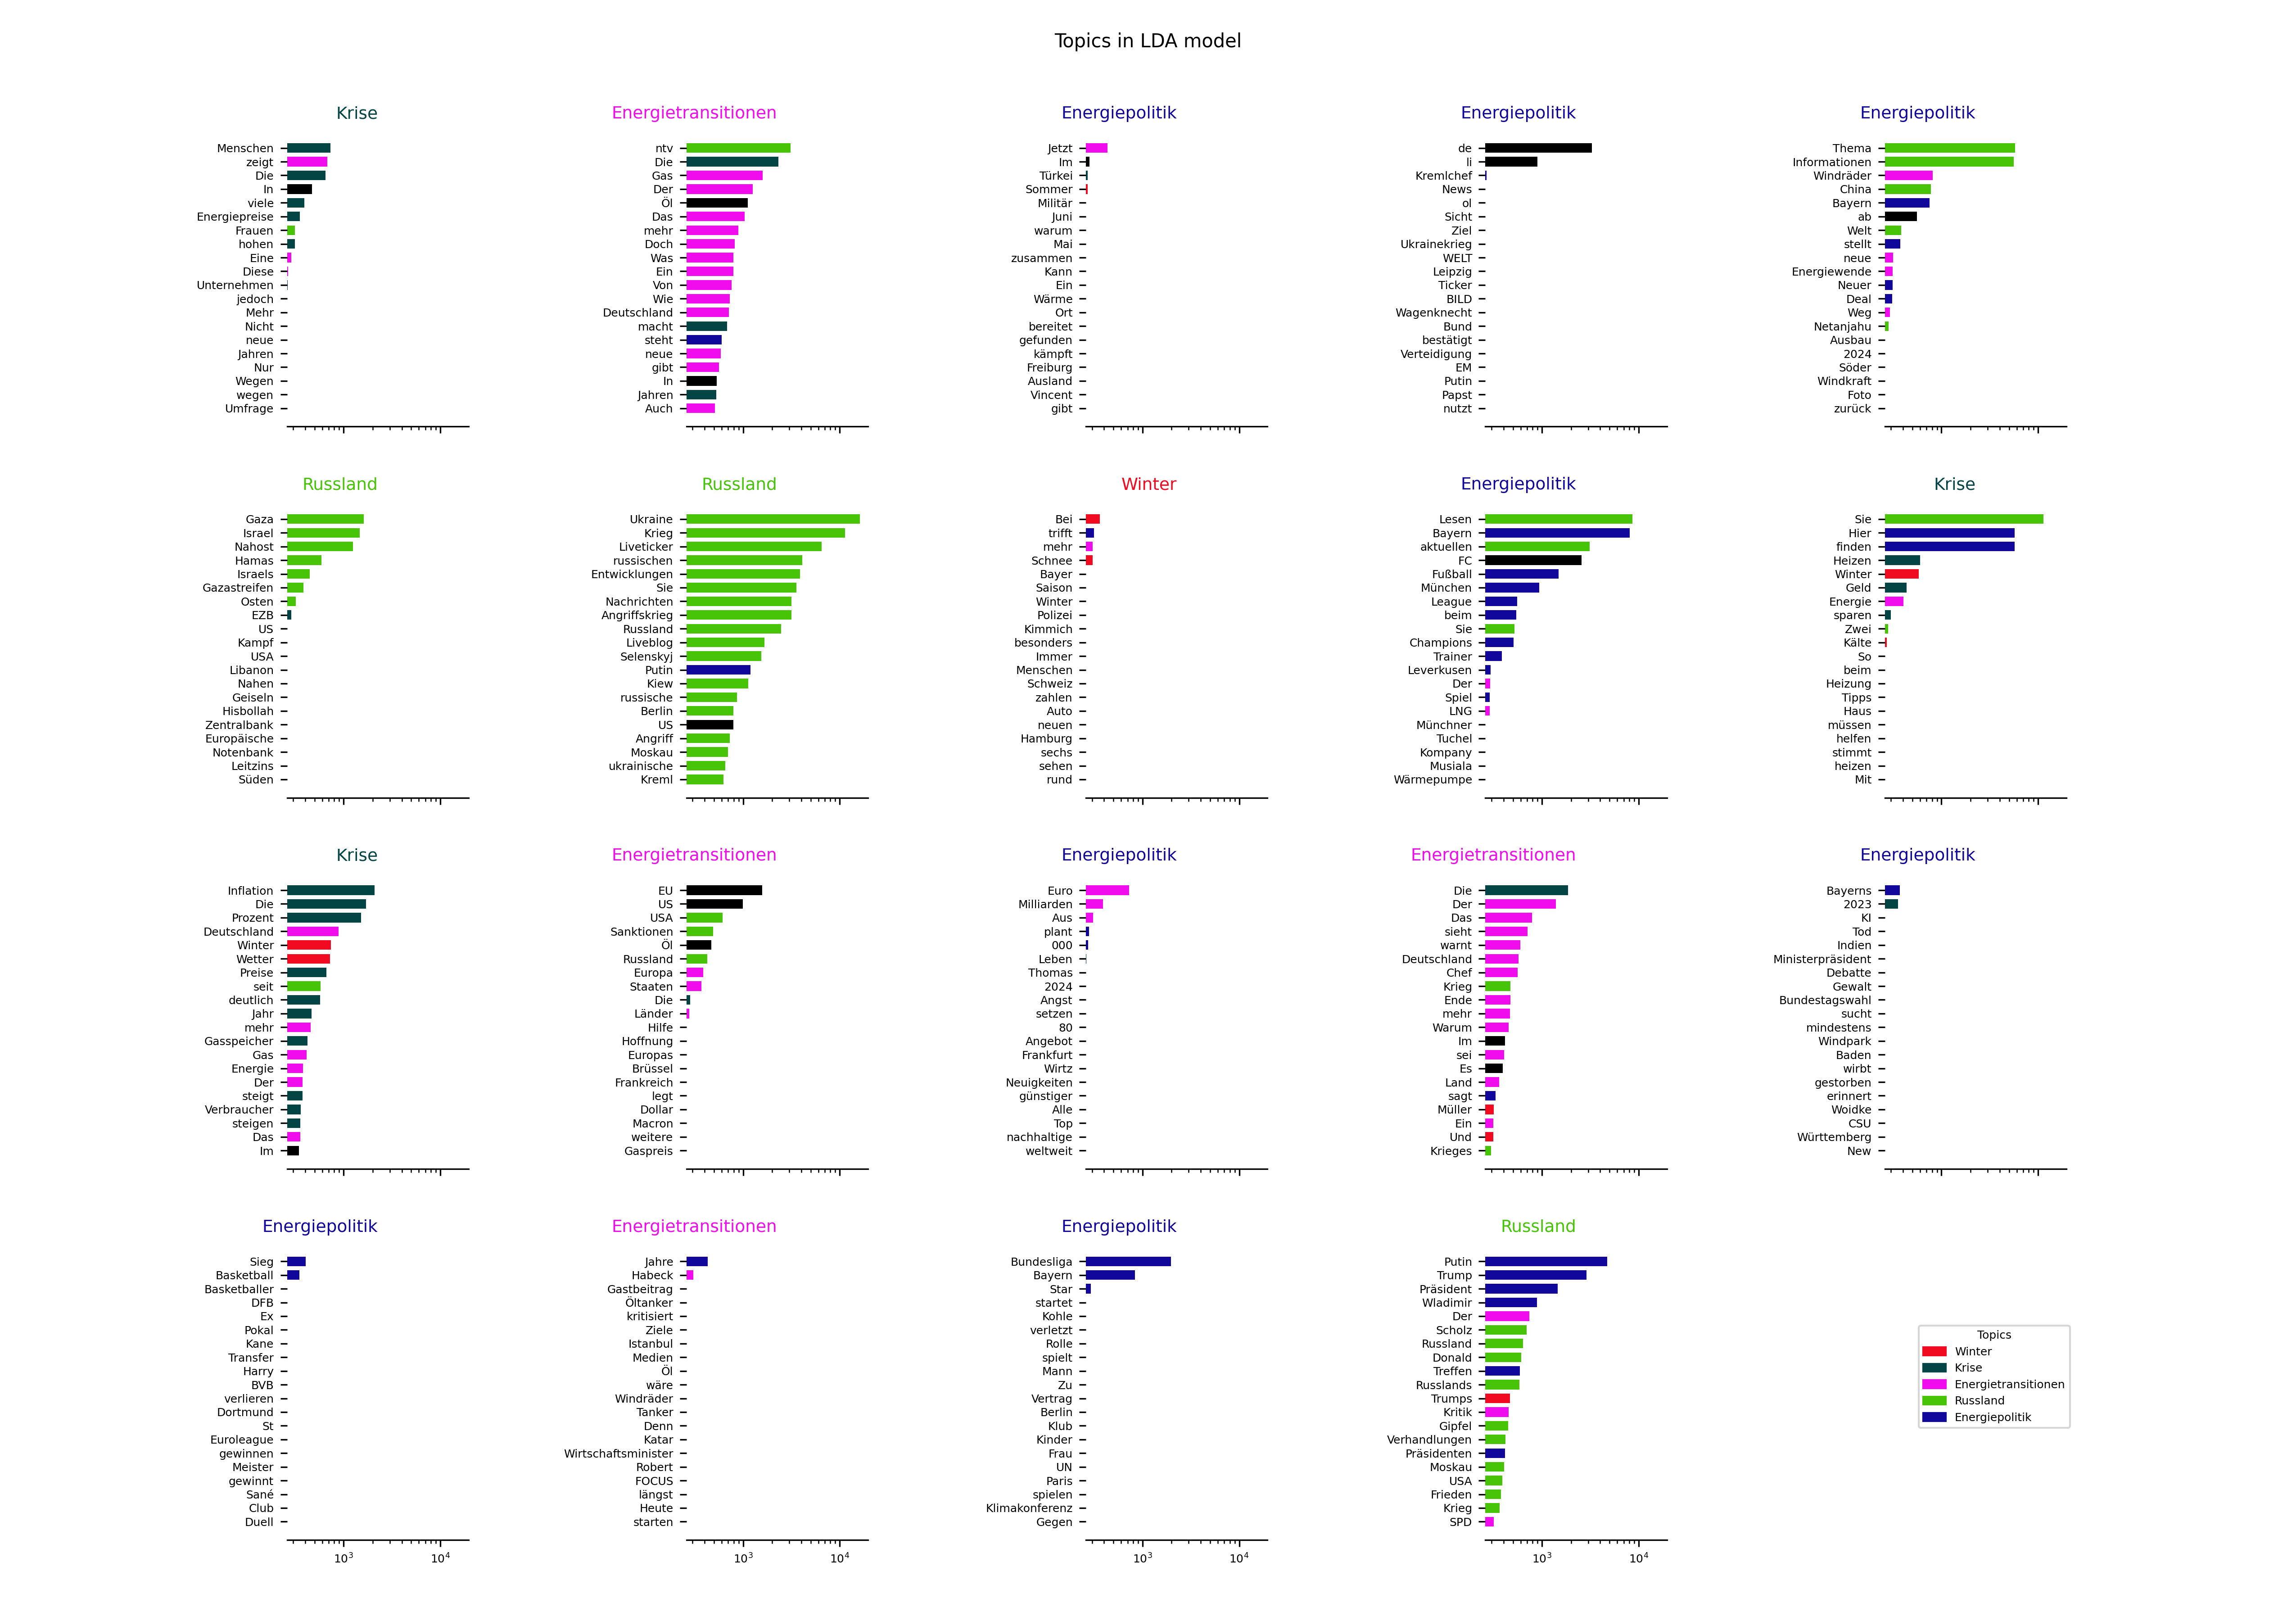 Topics in LDA model
Krise
Menschen
zeigt
Die
In
viele
Energiepreise
Frauen
hohen
Eine
Diese
Unternehmen
jedoch
Mehr
Nicht
neue
Jahren
Nur
Wegen
wegen
Umfrage
Energietransitionen
ntv
Die
Gas
Der
Öl
Das
mehr
Doch
Was
Ein
Von
Wie
Deutschland
macht
steht
neue
gibt
In
Jahren
Auch
Energiepolitik
Jetzt
Im
Türkei
Sommer
Militär
Juni
warum
Mai
zusammen
Kann
Ein
Wärme
Ort
bereitet
gefunden
kämpft
Freiburg
Ausland
Vincent
gibt
Energiepolitik
de
li
Kremlchef
News
ol
Sicht
Ziel
Ukrainekrieg
WELT
Leipzig
Ticker
BILD
Wagenknecht
Bund
bestätigt
Verteidigung
EM
Putin
Papst
nutzt
Energiepolitik
Thema
Informationen
Windräder
China
Bayern
ab
Welt
stellt
neue
Energiewende
Neuer
Deal
Weg
Netanjahu
Ausbau
2024
Söder
Windkraft
Foto
zurück
Russland
Gaza
Israel
Nahost
Hamas
Israels
Gazastreifen
Osten
EZB
US
Kampf
USA
Libanon
Nahen
Geiseln
Hisbollah
Zentralbank
Europäische
Notenbank
Leitzins
Süden
Russland
Ukraine
Krieg
Liveticker
russischen
Entwicklungen
Sie
Nachrichten
Angriffskrieg
Russland
Liveblog
Selenskyj
Putin
Kiew
russische
Berlin
US
Angriff
Moskau
ukrainische
Kreml
Winter
Bei
trifft
mehr
Schnee
Bayer
Saison
Winter
Polizei
Kimmich
besonders
Immer
Menschen
Schweiz
zahlen
Auto
neuen
Hamburg
sechs
sehen
rund
Energiepolitik
Lesen
Bayern
aktuellen
FC
Fußball
München
League
beim
Sie
Champions
Trainer
Leverkusen
Der
Spiel
LNG
Münchner
Tuchel
Kompany
Musiala
Wärmepumpe
Krise
Sie
Hier
finden
Heizen
Winter
Geld
Energie
sparen
Zwei
Kälte
So
beim
Heizung
Tipps
Haus
müssen
helfen
stimmt
heizen
Mit
Krise
Inflation
Die
Prozent
Deutschland
Winter
Wetter
Preise
seit
deutlich
Jahr
mehr
Gasspeicher
Gas
Energie
Der
steigt
Verbraucher
steigen
Das
Im
Energietransitionen
EU
US
USA
Sanktionen
Öl
Russland
Europa
Staaten
Die
Länder
Hilfe
Hoffnung
Europas
Brüssel
Frankreich
legt
Dollar
Macron
weitere
Gaspreis
Energiepolitik
Euro
Milliarden
Aus
plant
000
Leben
Thomas
2024
Angst
setzen
80
Angebot
Frankfurt
Wirtz
Neuigkeiten
günstiger
Alle
Top
nachhaltige
weltweit
Energietransitionen
Die
Der
Das
sieht
warnt
Deutschland
Chef
Krieg
Ende
mehr
Warum
Im
sei
Es
Land
sagt
Müller
Ein
Und
Krieges
Energiepolitik
Bayerns
2023
KI
Tod
Indien
Ministerpräsident
Debatte
Gewalt
Bundestagswahl
sucht
mindestens
Windpark
Baden
wirbt
gestorben
erinnert
Woidke
CSU
Württemberg
New
Energiepolitik
Sieg
Basketball
Basketballer
DFB
Ex
Pokal
Kane
Transfer
Harry
BVB
verlieren
Dortmund
St
Euroleague
gewinnen
Meister
gewinnt
Sané
Club
Duell
10³ 10⁴
Energietransitionen
Jahre
Habeck
Gastbeitrag
Öltanker
kritisiert
Ziele
Istanbul
Medien
Öl
wäre
Windräder
Tanker
Denn
Katar
Wirtschaftsminister
Robert
FOCUS
längst
Heute
starten
10³ 10⁴
Energiepolitik
Bundesliga
Bayern
Star
startet
Kohle
verletzt
Rolle
spielt
Mann
Zu
Vertrag
Berlin
Klub
Kinder
Frau
UN
Paris
spielen
Klimakonferenz
Gegen
10³ 10⁴
Russland
Putin
Trump
Präsident
Wladimir
Der
Scholz
Russland
Donald
Treffen
Russlands
Trumps
Kritik
Gipfel
Verhandlungen
Präsidenten
Moskau
USA
Frieden
Krieg
SPD
10³ 10⁴
Topics
Winter
Krise
Energietransitionen
Russland
Energiepolitik